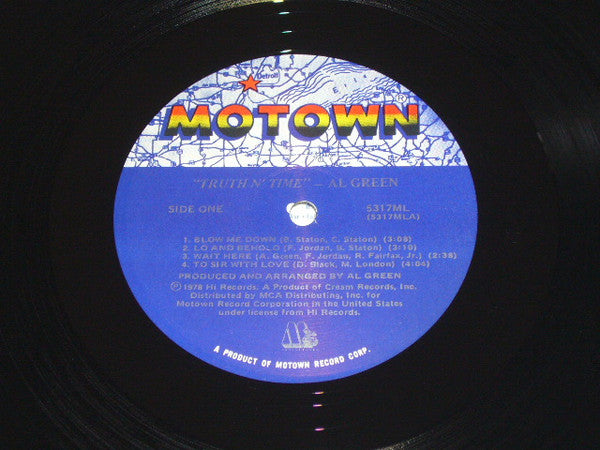 Detroit
ERIE
MOTOWN®
"TRUTH N' TIME" – AL GREEN
SIDE ONE 5317ML
(5317MLA)
1. BLOW ME DOWN (B. Staton, C. Staton) (3:08)
2. LO AND BEHOLD (F. Jordan, B. Staton) (3:10)
3. WAIT HERE (A. Green, F. Jordan, R. Fairfax, Jr.) (2:38)
4. TO SIR WITH LOVE (D. Black, M. London) (4:04)
PRODUCED AND ARRANGED BY AL GREEN
℗ 1978 Hi Records. A Product of Cream Records, Inc.
Distributed by MCA Distributing, Inc. for
Motown Record Corporation in the United States
under license from Hi Records.
A PRODUCT OF MOTOWN RECORD CORP.